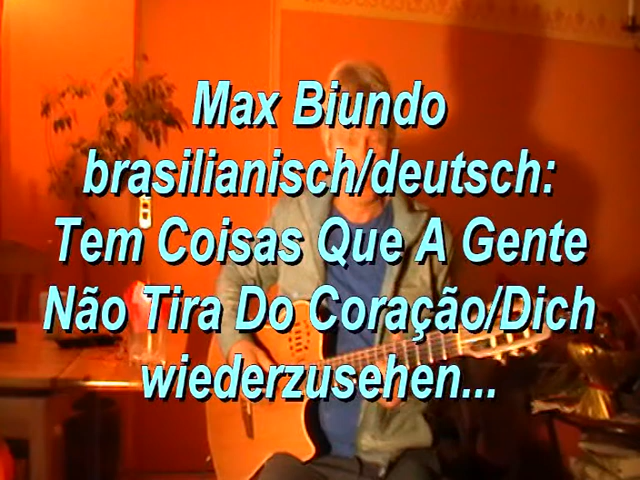 Max Biundo
brasilianisch/deutsch:
Tem Coisas Que A Gente
Não Tira Do Coração/Dich
wiederzusehen...